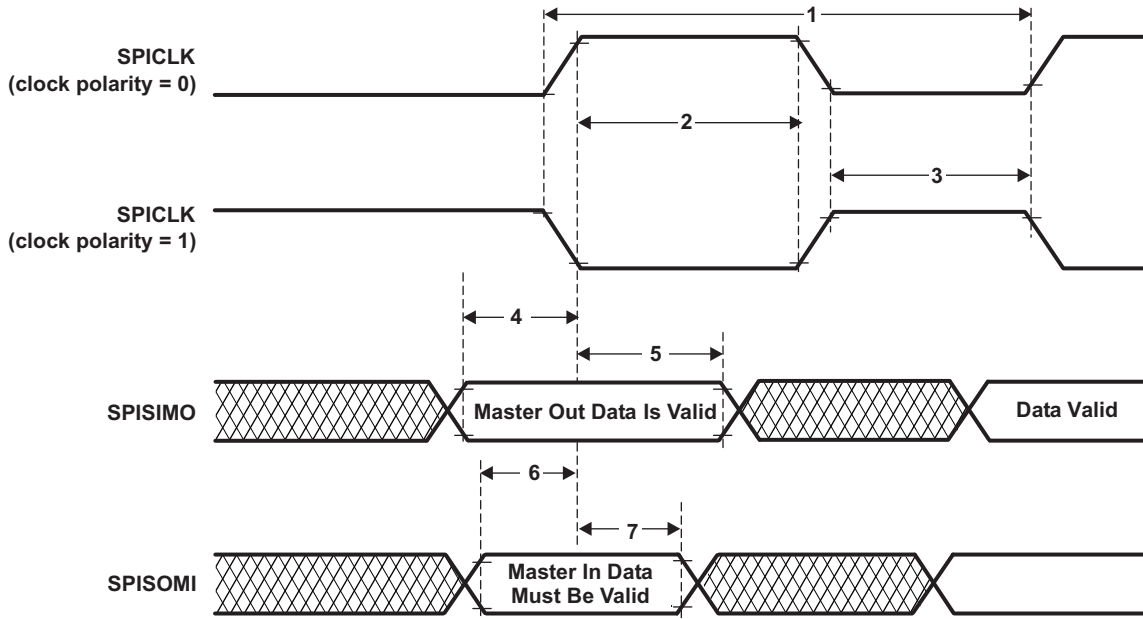 1
SPICLK
(clock polarity = 0)
2
3
SPICLK
(clock polarity = 1)
4
5
SPISIMO
Master Out Data Is Valid
Data Valid
6
7
SPISOMI
Master In Data
Must Be Valid